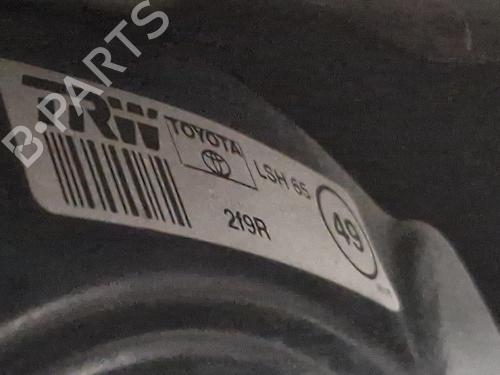 B-PARTS
TRW
TOYOTA
LSH 65
219R
49